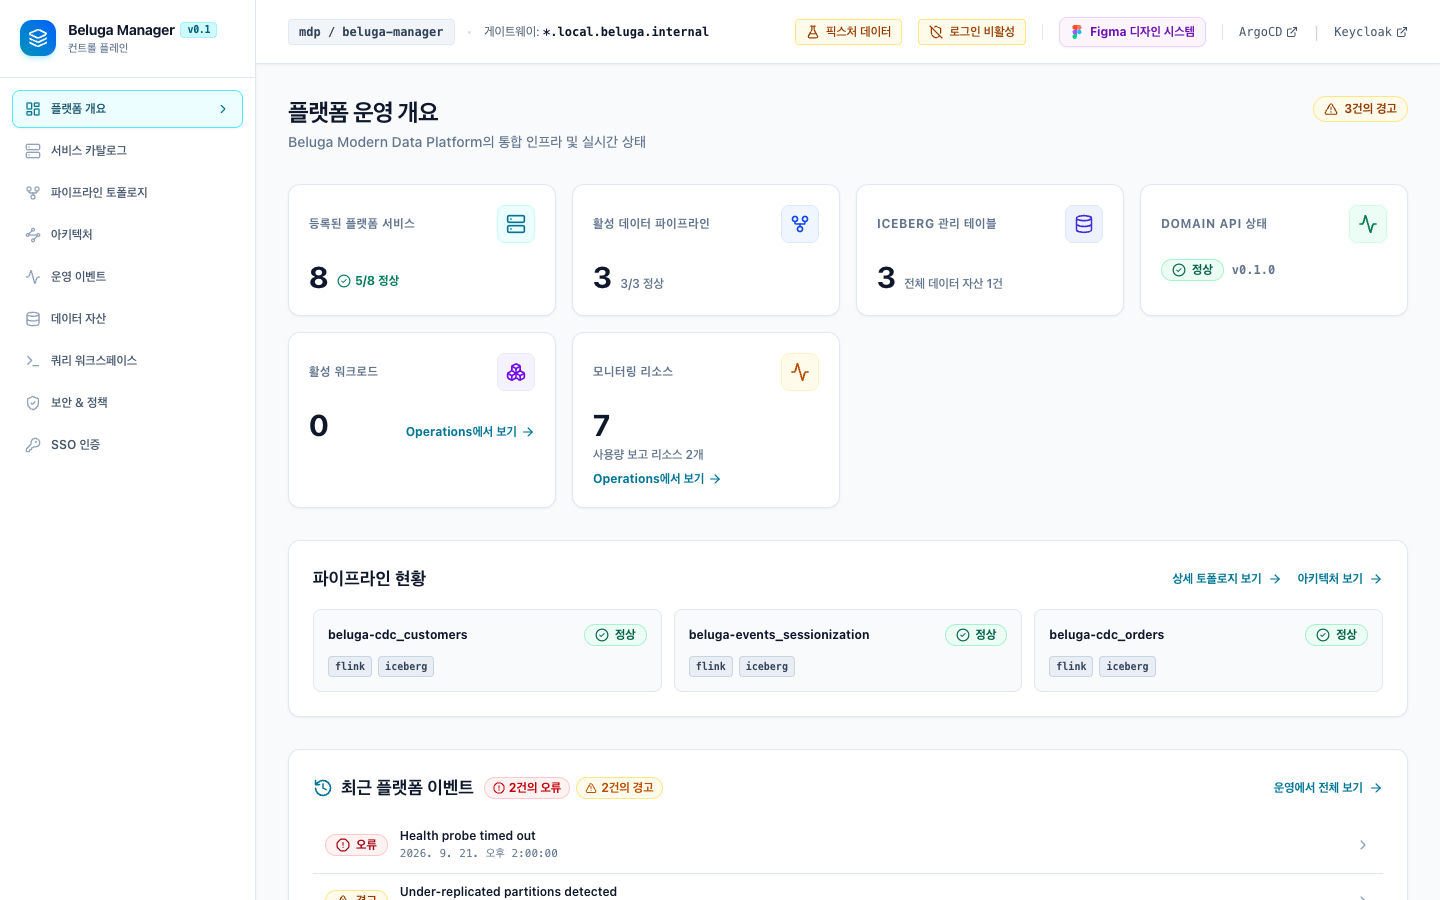 Beluga Manager v0.1
컨트롤 플레인
플랫폼 개요
서비스 카탈로그
파이프라인 토폴로지
아키텍처
운영 이벤트
데이터 자산
쿼리 워크스페이스
보안 & 정책
SSO 인증
mdp / beluga-manager
게이트웨이: *.local.beluga.internal
픽스처 데이터
로그인 비활성
Figma 디자인 시스템
ArgoCD
Keycloak
플랫폼 운영 개요
Beluga Modern Data Platform의 통합 인프라 및 실시간 상태
3건의 경고
등록된 플랫폼 서비스
8 5/8 정상
활성 데이터 파이프라인
3 3/3 정상
ICEBERG 관리 테이블
3 전체 데이터 자산 1건
DOMAIN API 상태
정상 v0.1.0
활성 워크로드
0 Operations에서 보기
모니터링 리소스
7
사용량 보고 리소스 2개
Operations에서 보기
파이프라인 현황
상세 토폴로지 보기
아키텍처 보기
beluga-cdc_customers 정상
flink iceberg
beluga-events_sessionization 정상
flink iceberg
beluga-cdc_orders 정상
flink iceberg
최근 플랫폼 이벤트 2건의 오류 2건의 경고
운영에서 전체 보기
오류
Health probe timed out
2026. 9. 21. 오후 2:00:00
경고
Under-replicated partitions detected